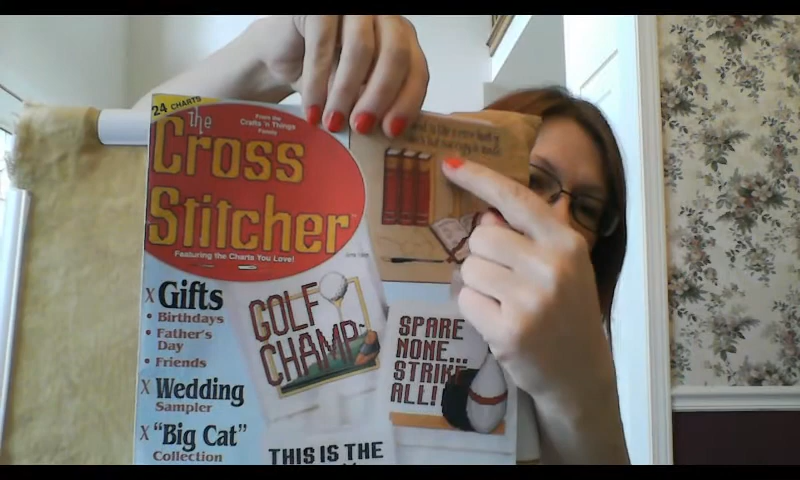 24 CHARTS
The
From the
Crafts 'n Things
Family
Cross
Stitcher
Featuring the Charts You Love!
x Gifts
• Birthdays
• Father's
Day
• Friends
x Wedding
Sampler
x "Big Cat"
Collection
GOLF
CHAMP
SPARE
NONE...
STRIKE
ALL!
THIS IS THE